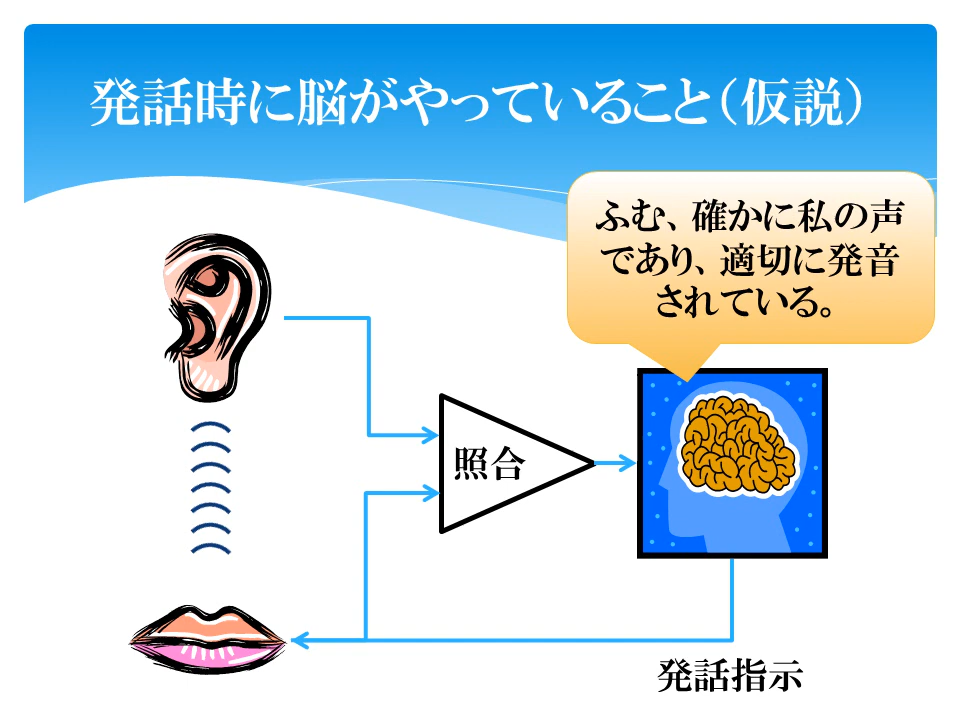 発話時に脳がやっていること（仮説）
ふむ、確かに私の声
であり、適切に発音
されている。
照合
発話指示